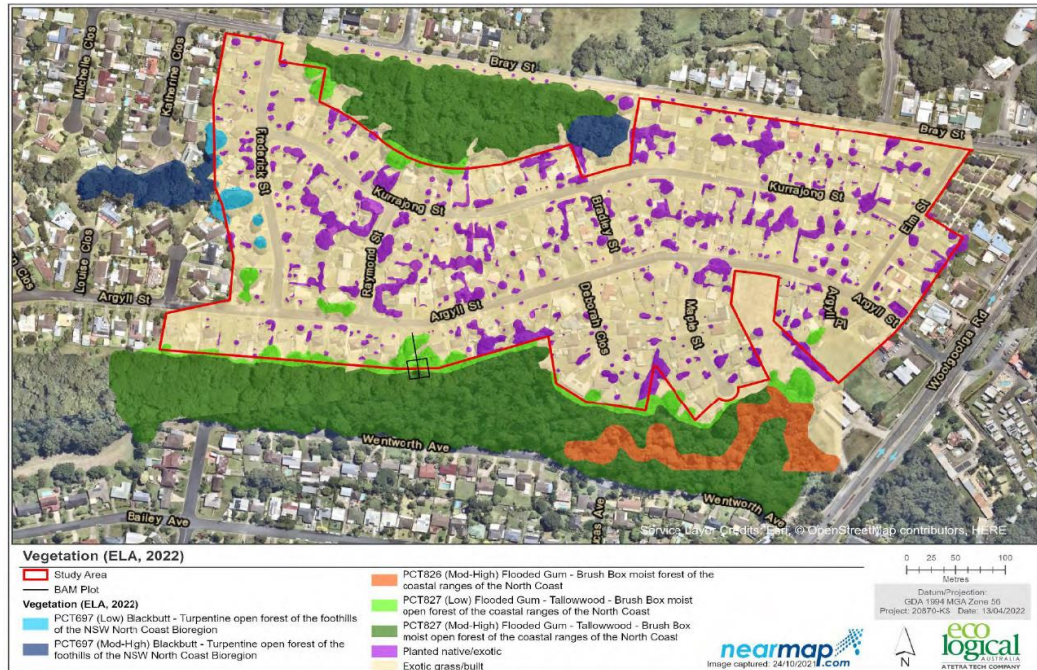 Bray St
Michelle Clos
Katherine Clos
Frederick St
Bray St
Kurrajong St
Kurrajong St
Elm St
Bradley St
Raymond St
Louise Clos
Clos
Argyll St
Argyll St
Deborah Clos
Maple St
Argyll Pl
Argyll St
Woolgoolga Rd
Wentworth Ave
Wentworth Ave
Bailey Ave
as Ave
Service Layer Credits: Esri, © OpenStreetMap contributors, HERE
Vegetation (ELA, 2022)
Study Area
BAM Plot
Vegetation (ELA, 2022)
PCT697 (Low) Blackbutt - Turpentine open forest of the foothills
of the NSW North Coast Bioregion
PCT697 (Mod-High) Blackbutt - Turpentine open forest of the
foothills of the NSW North Coast Bioregion
PCT826 (Mod-High) Flooded Gum - Brush Box moist forest of the
coastal ranges of the North Coast
PCT827 (Low) Flooded Gum - Tallowwood - Brush Box moist
open forest of the coastal ranges of the North Coast
PCT827 (Mod-High) Flooded Gum - Tallowwood - Brush Box
moist open forest of the coastal ranges of the North Coast
Planted native/exotic
Exotic grass/built
nearmap.com
Image captured: 24/10/2021
0 25 50 100
Metres
Datum/Projection:
GDA 1994 MGA Zone 56
Project: 20870-KS Date: 13/04/2022
N
eco
logical
AUSTRALIA
A TETRA TECH COMPANY